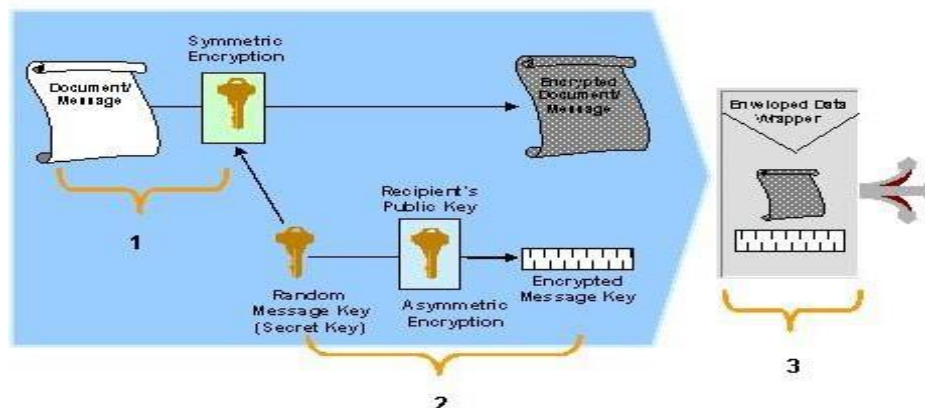 Symmetric
Encryption
Document/
Message
Encrypted
Document/
Message
Enveloped Data
Wrapper
1
Recipient's
Public Key
Random
Message Key
(Secret Key)
Asymmetric
Encryption
Encrypted
Message Key
2
3